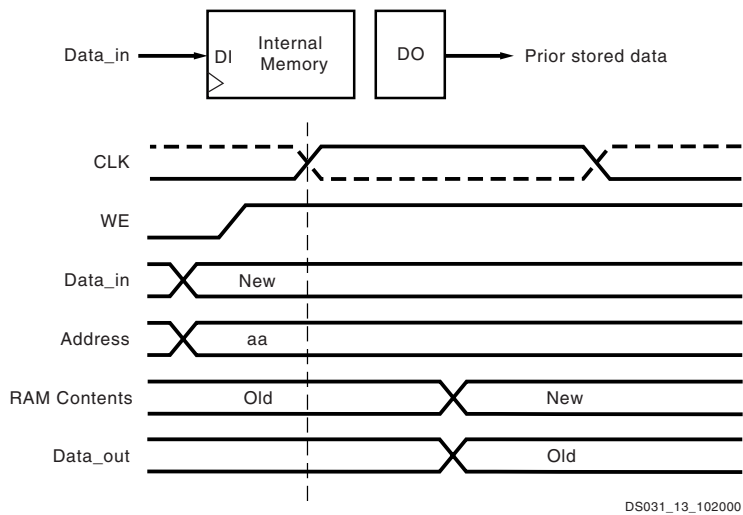 Data_in DI Internal Memory DO Prior stored data
CLK
WE
Data_in New
Address aa
RAM Contents Old New
Data_out Old
DS031_13_102000